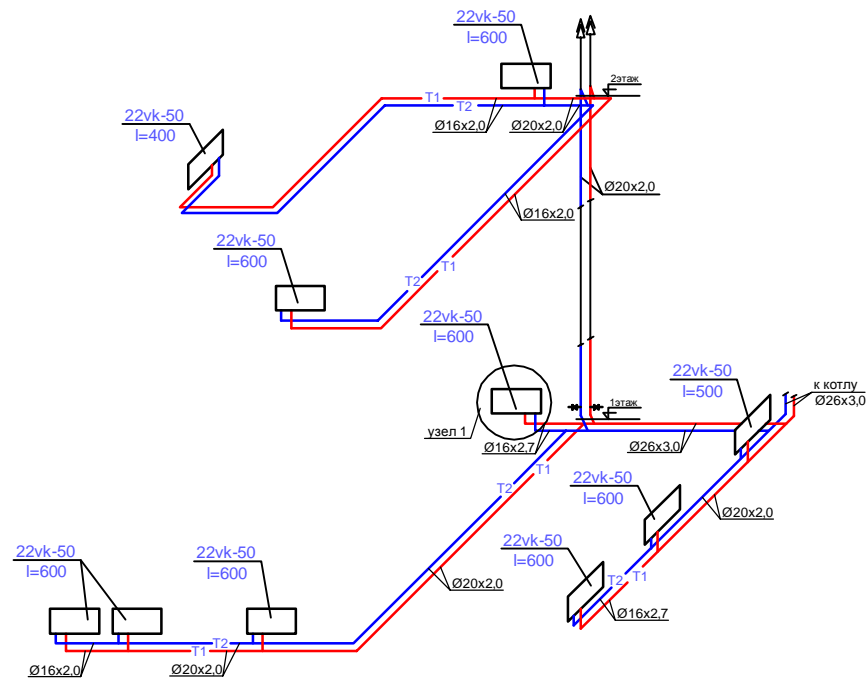 22vk-50
l=600
2этаж
T1
T2
Ø16x2,0
Ø20x2,0
22vk-50
l=400
Ø20x2,0
Ø16x2,0
22vk-50
l=600
T2
T1
22vk-50
l=600
22vk-50
l=500
к котлу
Ø26x3,0
1этаж
узел 1
Ø16x2,7
Ø26x3,0
T1
T2
22vk-50
l=600
Ø20x2,0
22vk-50
l=600
T2
T1
Ø16x2,7
22vk-50
l=600
22vk-50
l=600
Ø20x2,0
T2
T1
Ø16x2,0
Ø20x2,0